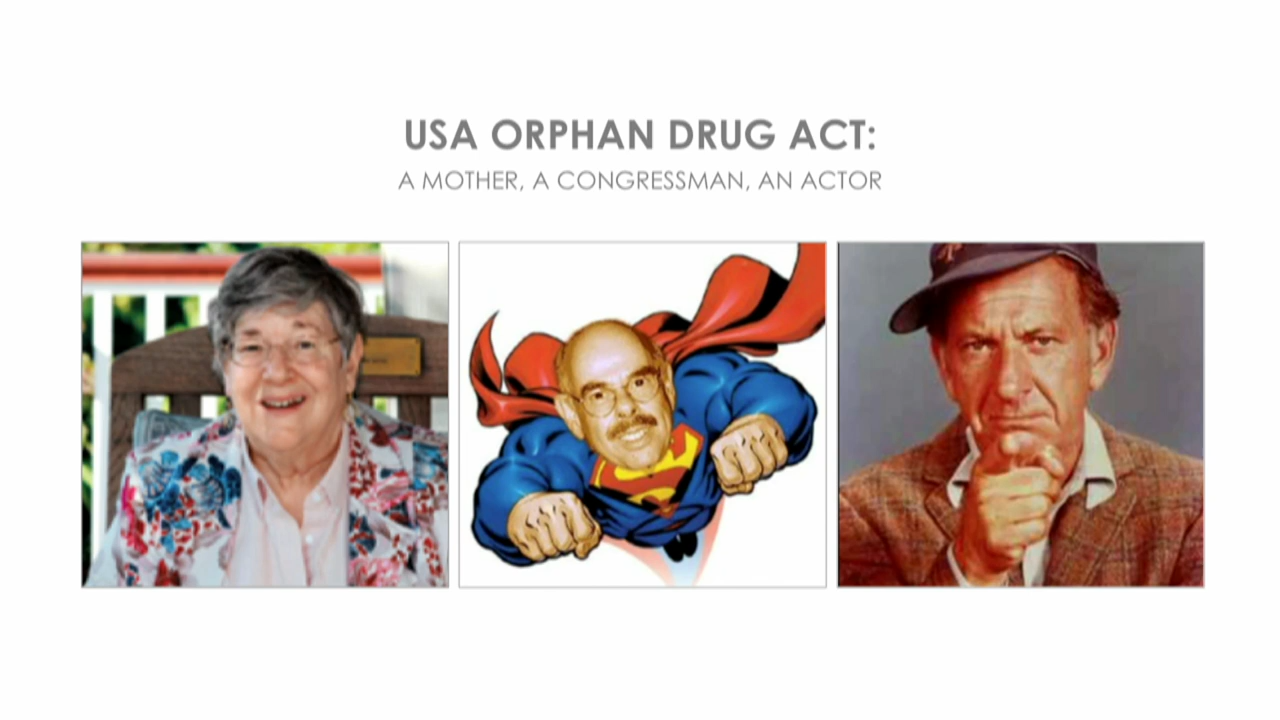 USA ORPHAN DRUG ACT:
A MOTHER, A CONGRESSMAN, AN ACTOR